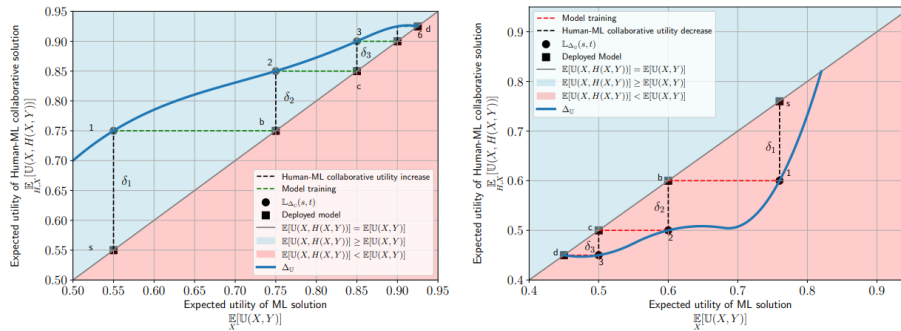 Expected utility of Human-ML collaborative solution
𝔼[𝕌(X, H(X, Y))]
H,X
0.90
0.85
0.80
0.75
0.70
0.65
0.60
0.55
0.50
1
2
3
6
d
δ₁
δ₂
δ₃
s
b
c
Human-ML collaborative utility increase
Model training
𝕃_Δ𝕌(s, t)
Deployed model
𝔼[𝕌(X, H(X, Y))] = 𝔼[𝕌(X, Y)]
𝔼[𝕌(X, H(X, Y))] ≥ 𝔼[𝕌(X, Y)]
𝔼[𝕌(X, H(X, Y))] < 𝔼[𝕌(X, Y)]
Δ𝕌
0.50 0.55 0.60 0.65 0.70 0.75 0.80 0.85 0.90 0.95
Expected utility of ML solution
𝔼[𝕌(X, Y)]
X
Expected utility of Human-ML collaborative solution
𝔼[𝕌(X, H(X, Y))]
H,X
0.9
0.8
0.7
0.6
0.5
0.4
Model training
Human-ML collaborative utility decrease
𝕃_Δ𝕌(s, t)
Deployed Model
𝔼[𝕌(X, H(X, Y))] = 𝔼[𝕌(X, Y)]
𝔼[𝕌(X, H(X, Y))] ≥ 𝔼[𝕌(X, Y)]
𝔼[𝕌(X, H(X, Y))] < 𝔼[𝕌(X, Y)]
Δ𝕌
s
δ₁
1
b
δ₂
2
c
δ₃
3
d
0.4 0.5 0.6 0.7 0.8 0.9
Expected utility of ML solution
𝔼[𝕌(X, Y)]
X